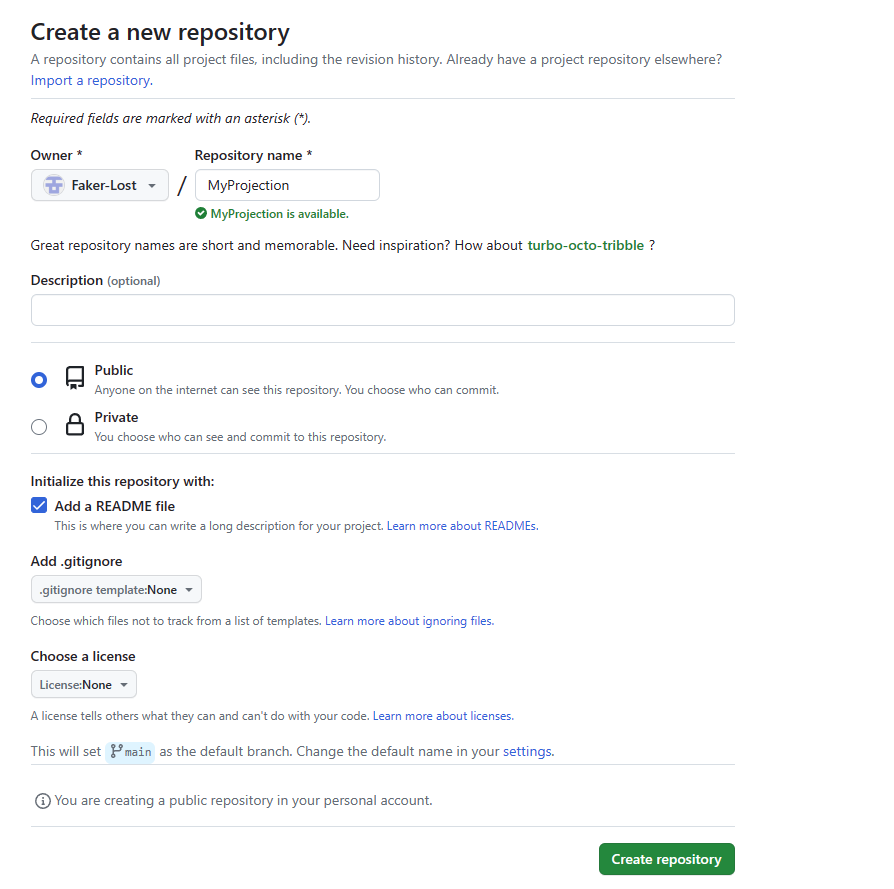 Create a new repository
A repository contains all project files, including the revision history. Already have a project repository elsewhere?
Import a repository.
Required fields are marked with an asterisk (*).
Owner * Repository name *
Faker-Lost / MyProjection
MyProjection is available.
Great repository names are short and memorable. Need inspiration? How about turbo-octo-tribble ?
Description (optional)
Public
Anyone on the internet can see this repository. You choose who can commit.
Private
You choose who can see and commit to this repository.
Initialize this repository with:
Add a README file
This is where you can write a long description for your project. Learn more about READMEs.
Add .gitignore
.gitignore template:None
Choose which files not to track from a list of templates. Learn more about ignoring files.
Choose a license
License:None
A license tells others what they can and can't do with your code. Learn more about licenses.
This will set main as the default branch. Change the default name in your settings.
You are creating a public repository in your personal account.
Create repository